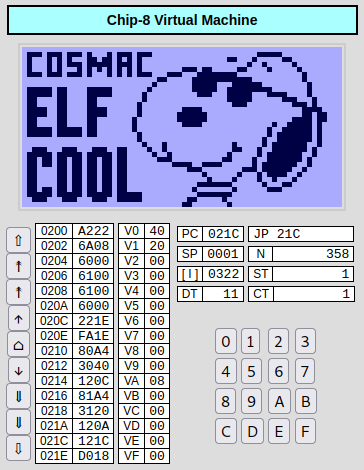 Chip-8 Virtual Machine
COSMAC
ELF
COOL
0200 A222 V0 40 PC 021C JP 21C
0202 6A08 V1 20 SP 0001 N 358
0204 6000 V2 00 [I] 0322 ST 1
0206 6100 V3 00 DT 11 CT 1
0208 6100 V4 00
020A 6000 V5 00
020C 221E V6 00
020E FA1E V7 00
0210 80A4 V8 00
0212 3040 V9 00
0214 120C VA 08
0216 81A4 VB 00
0218 3120 VC 00
021A 120A VD 00
021C 121C VE 00
021E D018 VF 00
0 1 2 3
4 5 6 7
8 9 A B
C D E F